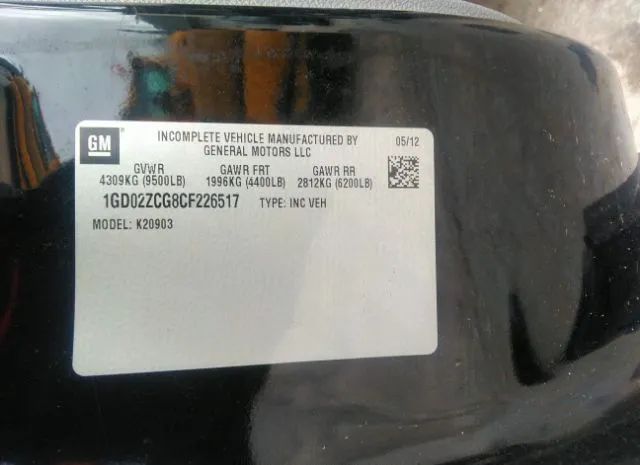 GM
INCOMPLETE VEHICLE MANUFACTURED BY
GENERAL MOTORS LLC
05/12
GVWR GAWR FRT GAWR RR
4309KG (9500LB) 1996KG (4400LB) 2812KG (6200LB)
1GD02ZCG8CF226517 TYPE: INC VEH
MODEL: K20903